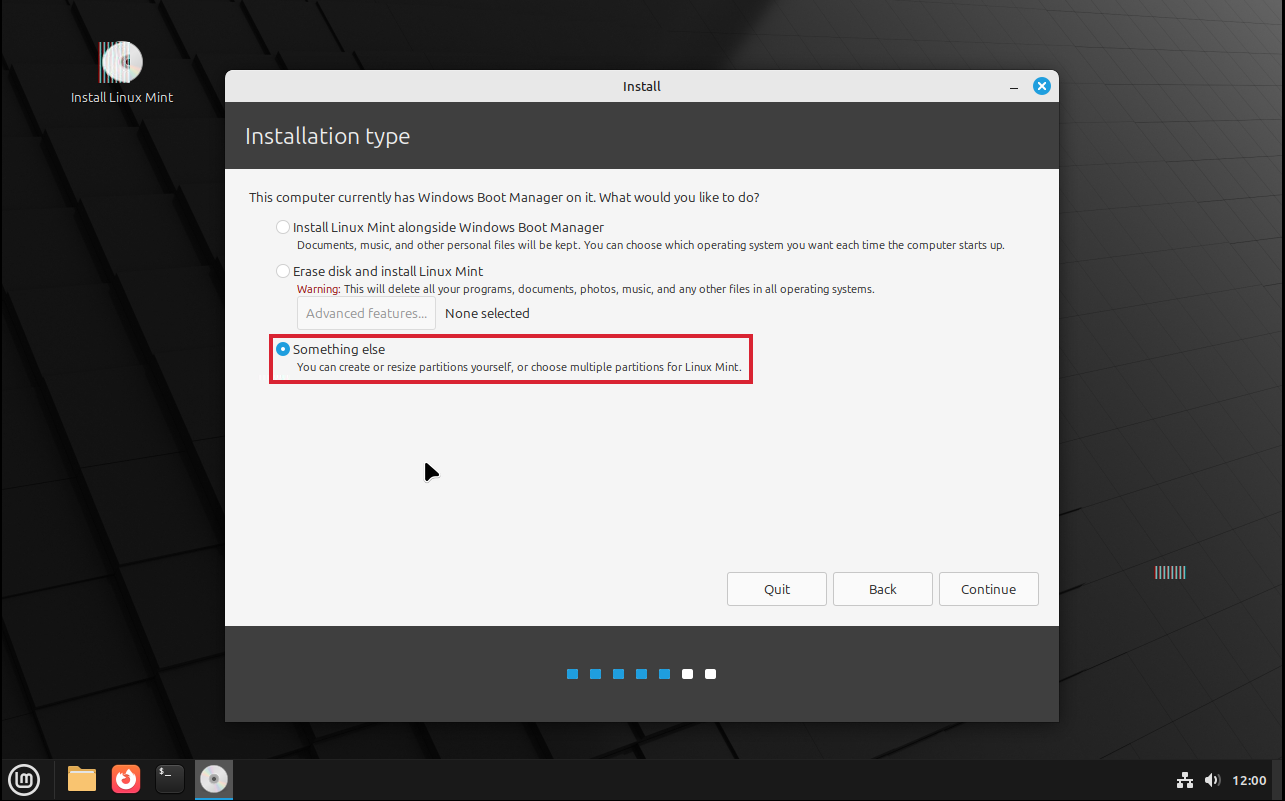 Install Linux Mint
Install
Installation type
This computer currently has Windows Boot Manager on it. What would you like to do?
Install Linux Mint alongside Windows Boot Manager
Documents, music, and other personal files will be kept. You can choose which operating system you want each time the computer starts up.
Erase disk and install Linux Mint
Warning: This will delete all your programs, documents, photos, music, and any other files in all operating systems.
Advanced features... None selected
Something else
You can create or resize partitions yourself, or choose multiple partitions for Linux Mint.
Quit Back Continue
$_ 12:00